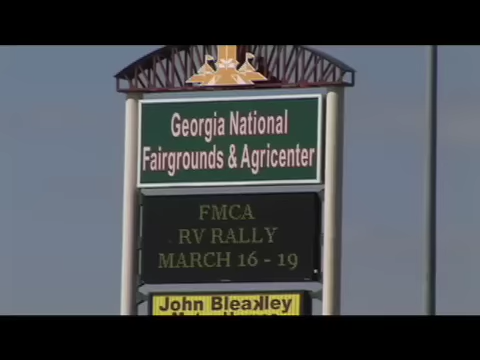 Georgia National
Fairgrounds & Agricenter
FMCA
RV RALLY
MARCH 16 - 19
John Bleakley